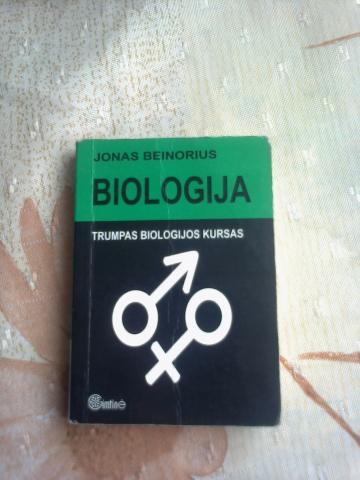 JONAS BEINORIUS
BIOLOGIJA
TRUMPAS BIOLOGIJOS KURSAS